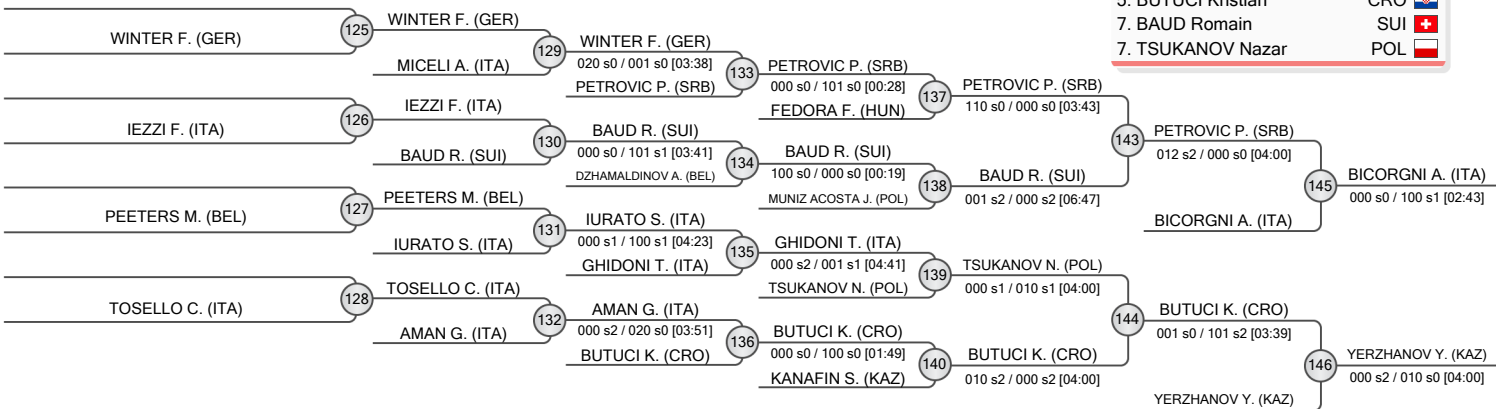 5. BUTUCI Kristian CRO
7. BAUD Romain SUI
7. TSUKANOV Nazar POL
WINTER F. (GER)
125
WINTER F. (GER)
MICELI A. (ITA)
129
WINTER F. (GER)
020 s0 / 001 s0 [03:38]
PETROVIC P. (SRB)
133
PETROVIC P. (SRB)
000 s0 / 101 s0 [00:28]
FEDORA F. (HUN)
137
PETROVIC P. (SRB)
110 s0 / 000 s0 [03:43]
IEZZI F. (ITA)
126
IEZZI F. (ITA)
BAUD R. (SUI)
130
BAUD R. (SUI)
000 s0 / 101 s1 [03:41]
DZHAMALDINOV A. (BEL)
134
BAUD R. (SUI)
100 s0 / 000 s0 [00:19]
MUNIZ ACOSTA J. (POL)
138
BAUD R. (SUI)
001 s2 / 000 s2 [06:47]
143
PETROVIC P. (SRB)
012 s2 / 000 s0 [04:00]
BICORGNI A. (ITA)
145
BICORGNI A. (ITA)
000 s0 / 100 s1 [02:43]
PEETERS M. (BEL)
127
PEETERS M. (BEL)
IURATO S. (ITA)
131
IURATO S. (ITA)
000 s1 / 100 s1 [04:23]
GHIDONI T. (ITA)
135
GHIDONI T. (ITA)
000 s2 / 001 s1 [04:41]
TSUKANOV N. (POL)
139
TSUKANOV N. (POL)
000 s1 / 010 s1 [04:00]
TOSELLO C. (ITA)
128
TOSELLO C. (ITA)
AMAN G. (ITA)
132
AMAN G. (ITA)
000 s2 / 020 s0 [03:51]
BUTUCI K. (CRO)
136
BUTUCI K. (CRO)
000 s0 / 100 s0 [01:49]
KANAFIN S. (KAZ)
140
BUTUCI K. (CRO)
010 s2 / 000 s2 [04:00]
144
BUTUCI K. (CRO)
001 s0 / 101 s2 [03:39]
YERZHANOV Y. (KAZ)
146
YERZHANOV Y. (KAZ)
000 s2 / 010 s0 [04:00]